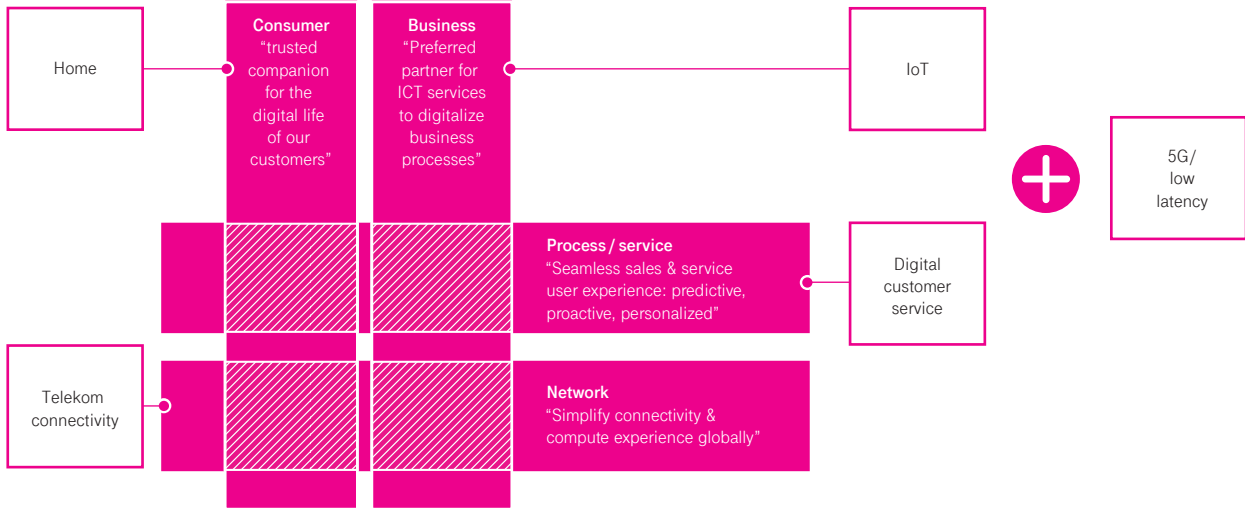 Home
Consumer
“trusted
companion
for the
digital life
of our
customers”
Business
“Preferred
partner for
ICT services
to digitalize
business
processes”
IoT
5G/
low
latency
Process / service
“Seamless sales & service
user experience: predictive,
proactive, personalized”
Digital
customer
service
Telekom
connectivity
Network
“Simplify connectivity &
compute experience globally”